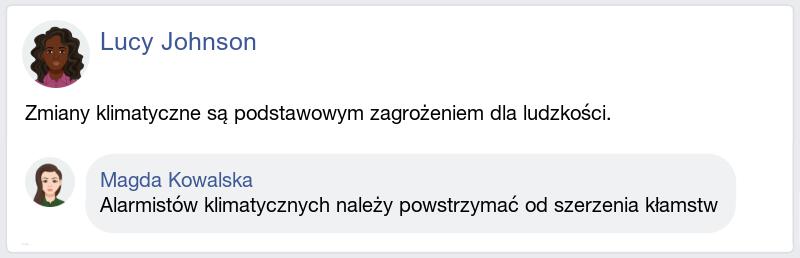 Lucy Johnson
Zmiany klimatyczne są podstawowym zagrożeniem dla ludzkości.
Magda Kowalska
Alarmistów klimatycznych należy powstrzymać od szerzenia kłamstw